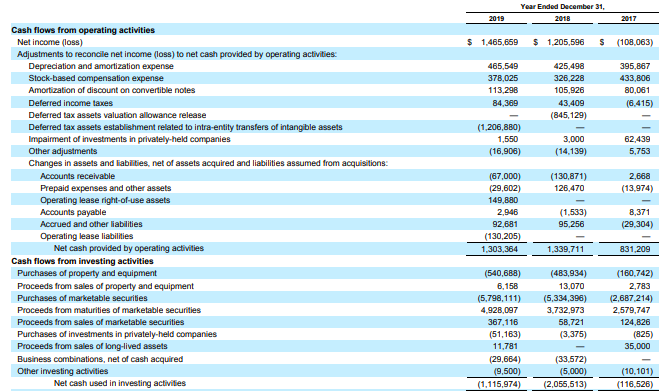 Year Ended December 31,
2019 2018 2017
Cash flows from operating activities
Net income (loss) $ 1,465,659 $ 1,205,596 $ (108,063)
Adjustments to reconcile net income (loss) to net cash provided by operating activities:
Depreciation and amortization expense 465,549 425,498 395,867
Stock-based compensation expense 378,025 326,228 433,806
Amortization of discount on convertible notes 113,298 105,926 80,061
Deferred income taxes 84,369 43,409 (6,415)
Deferred tax assets valuation allowance release — (845,129) —
Deferred tax assets establishment related to intra-entity transfers of intangible assets (1,206,880) — —
Impairment of investments in privately-held companies 1,550 3,000 62,439
Other adjustments (16,906) (14,139) 5,753
Changes in assets and liabilities, net of assets acquired and liabilities assumed from acquisitions:
Accounts receivable (67,000) (130,871) 2,668
Prepaid expenses and other assets (29,602) 126,470 (13,974)
Operating lease right-of-use assets 149,880 — —
Accounts payable 2,946 (1,533) 8,371
Accrued and other liabilities 92,681 95,256 (29,304)
Operating lease liabilities (130,205) — —
Net cash provided by operating activities 1,303,364 1,339,711 831,209
Cash flows from investing activities
Purchases of property and equipment (540,688) (483,934) (160,742)
Proceeds from sales of property and equipment 6,158 13,070 2,783
Purchases of marketable securities (5,798,111) (5,334,396) (2,687,214)
Proceeds from maturities of marketable securities 4,928,097 3,732,973 2,579,747
Proceeds from sales of marketable securities 367,116 58,721 124,826
Purchases of investments in privately-held companies (51,163) (3,375) (825)
Proceeds from sales of long-lived assets 11,781 — 35,000
Business combinations, net of cash acquired (29,664) (33,572) —
Other investing activities (9,500) (5,000) (10,101)
Net cash used in investing activities (1,115,974) (2,055,513) (116,526)